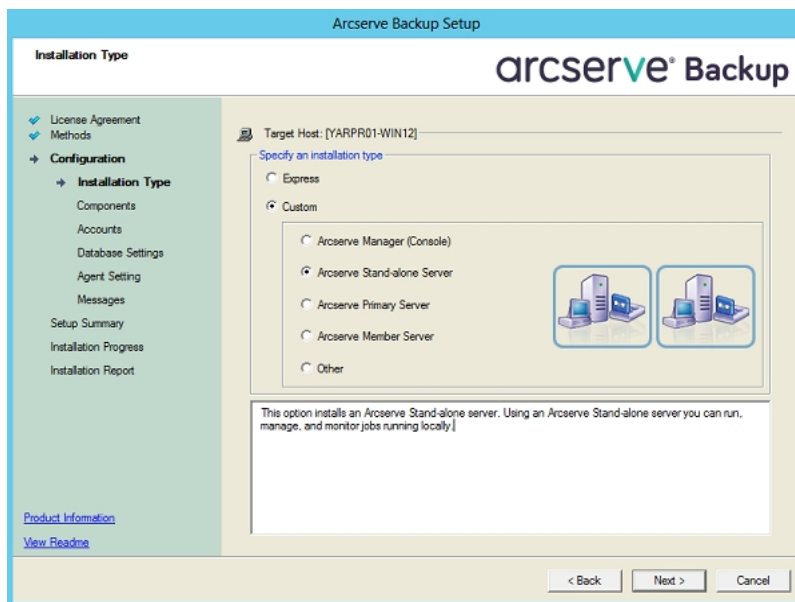 Arcserve Backup Setup
Installation Type
arcserve® Backup
License Agreement
Methods
Configuration
Installation Type
Components
Accounts
Database Settings
Agent Setting
Messages
Setup Summary
Installation Progress
Installation Report
Product Information
View Readme
Target Host: [YARPR01-WIN12]
Specify an installation type
Express
Custom
Arcserve Manager (Console)
Arcserve Stand-alone Server
Arcserve Primary Server
Arcserve Member Server
Other
This option installs an Arcserve Stand-alone server. Using an Arcserve Stand-alone server you can run,
manage, and monitor jobs running locally.
< Back
Next >
Cancel